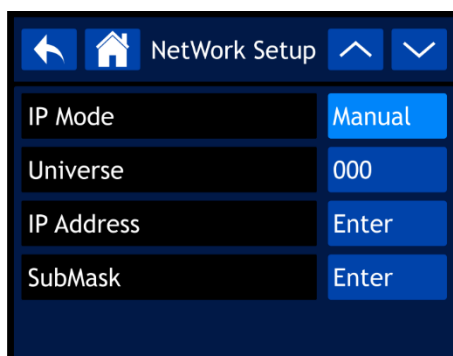 NetWork Setup
IP Mode Manual
Universe 000
IP Address Enter
SubMask Enter